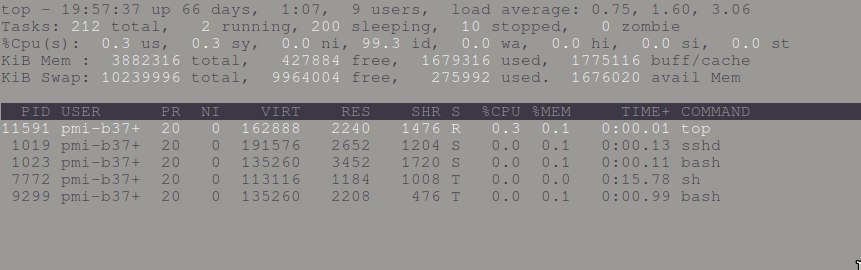 top - 19:57:37 up 66 days,  1:07,  9 users,  load average: 0.75, 1.60, 3.06
Tasks: 212 total,   2 running, 200 sleeping,  10 stopped,   0 zombie
%Cpu(s):  0.3 us,  0.3 sy,  0.0 ni, 99.3 id,  0.0 wa,  0.0 hi,  0.0 si,  0.0 st
KiB Mem :  3882316 total,   427884 free,  1679316 used,  1775116 buff/cache
KiB Swap: 10239996 total,  9964004 free,   275992 used.  1676020 avail Mem
PID USER      PR  NI    VIRT    RES    SHR S  %CPU %MEM     TIME+ COMMAND
11591 pmi-b37+  20   0  162888   2240   1476 R   0.3  0.1   0:00.01 top
1019 pmi-b37+  20   0  191576   2652   1204 S   0.0  0.1   0:00.13 sshd
1023 pmi-b37+  20   0  135260   3452   1720 S   0.0  0.1   0:00.11 bash
7772 pmi-b37+  20   0  113116   1184   1008 T   0.0  0.0   0:15.78 sh
9299 pmi-b37+  20   0  135260   2208    476 T   0.0  0.1   0:00.99 bash